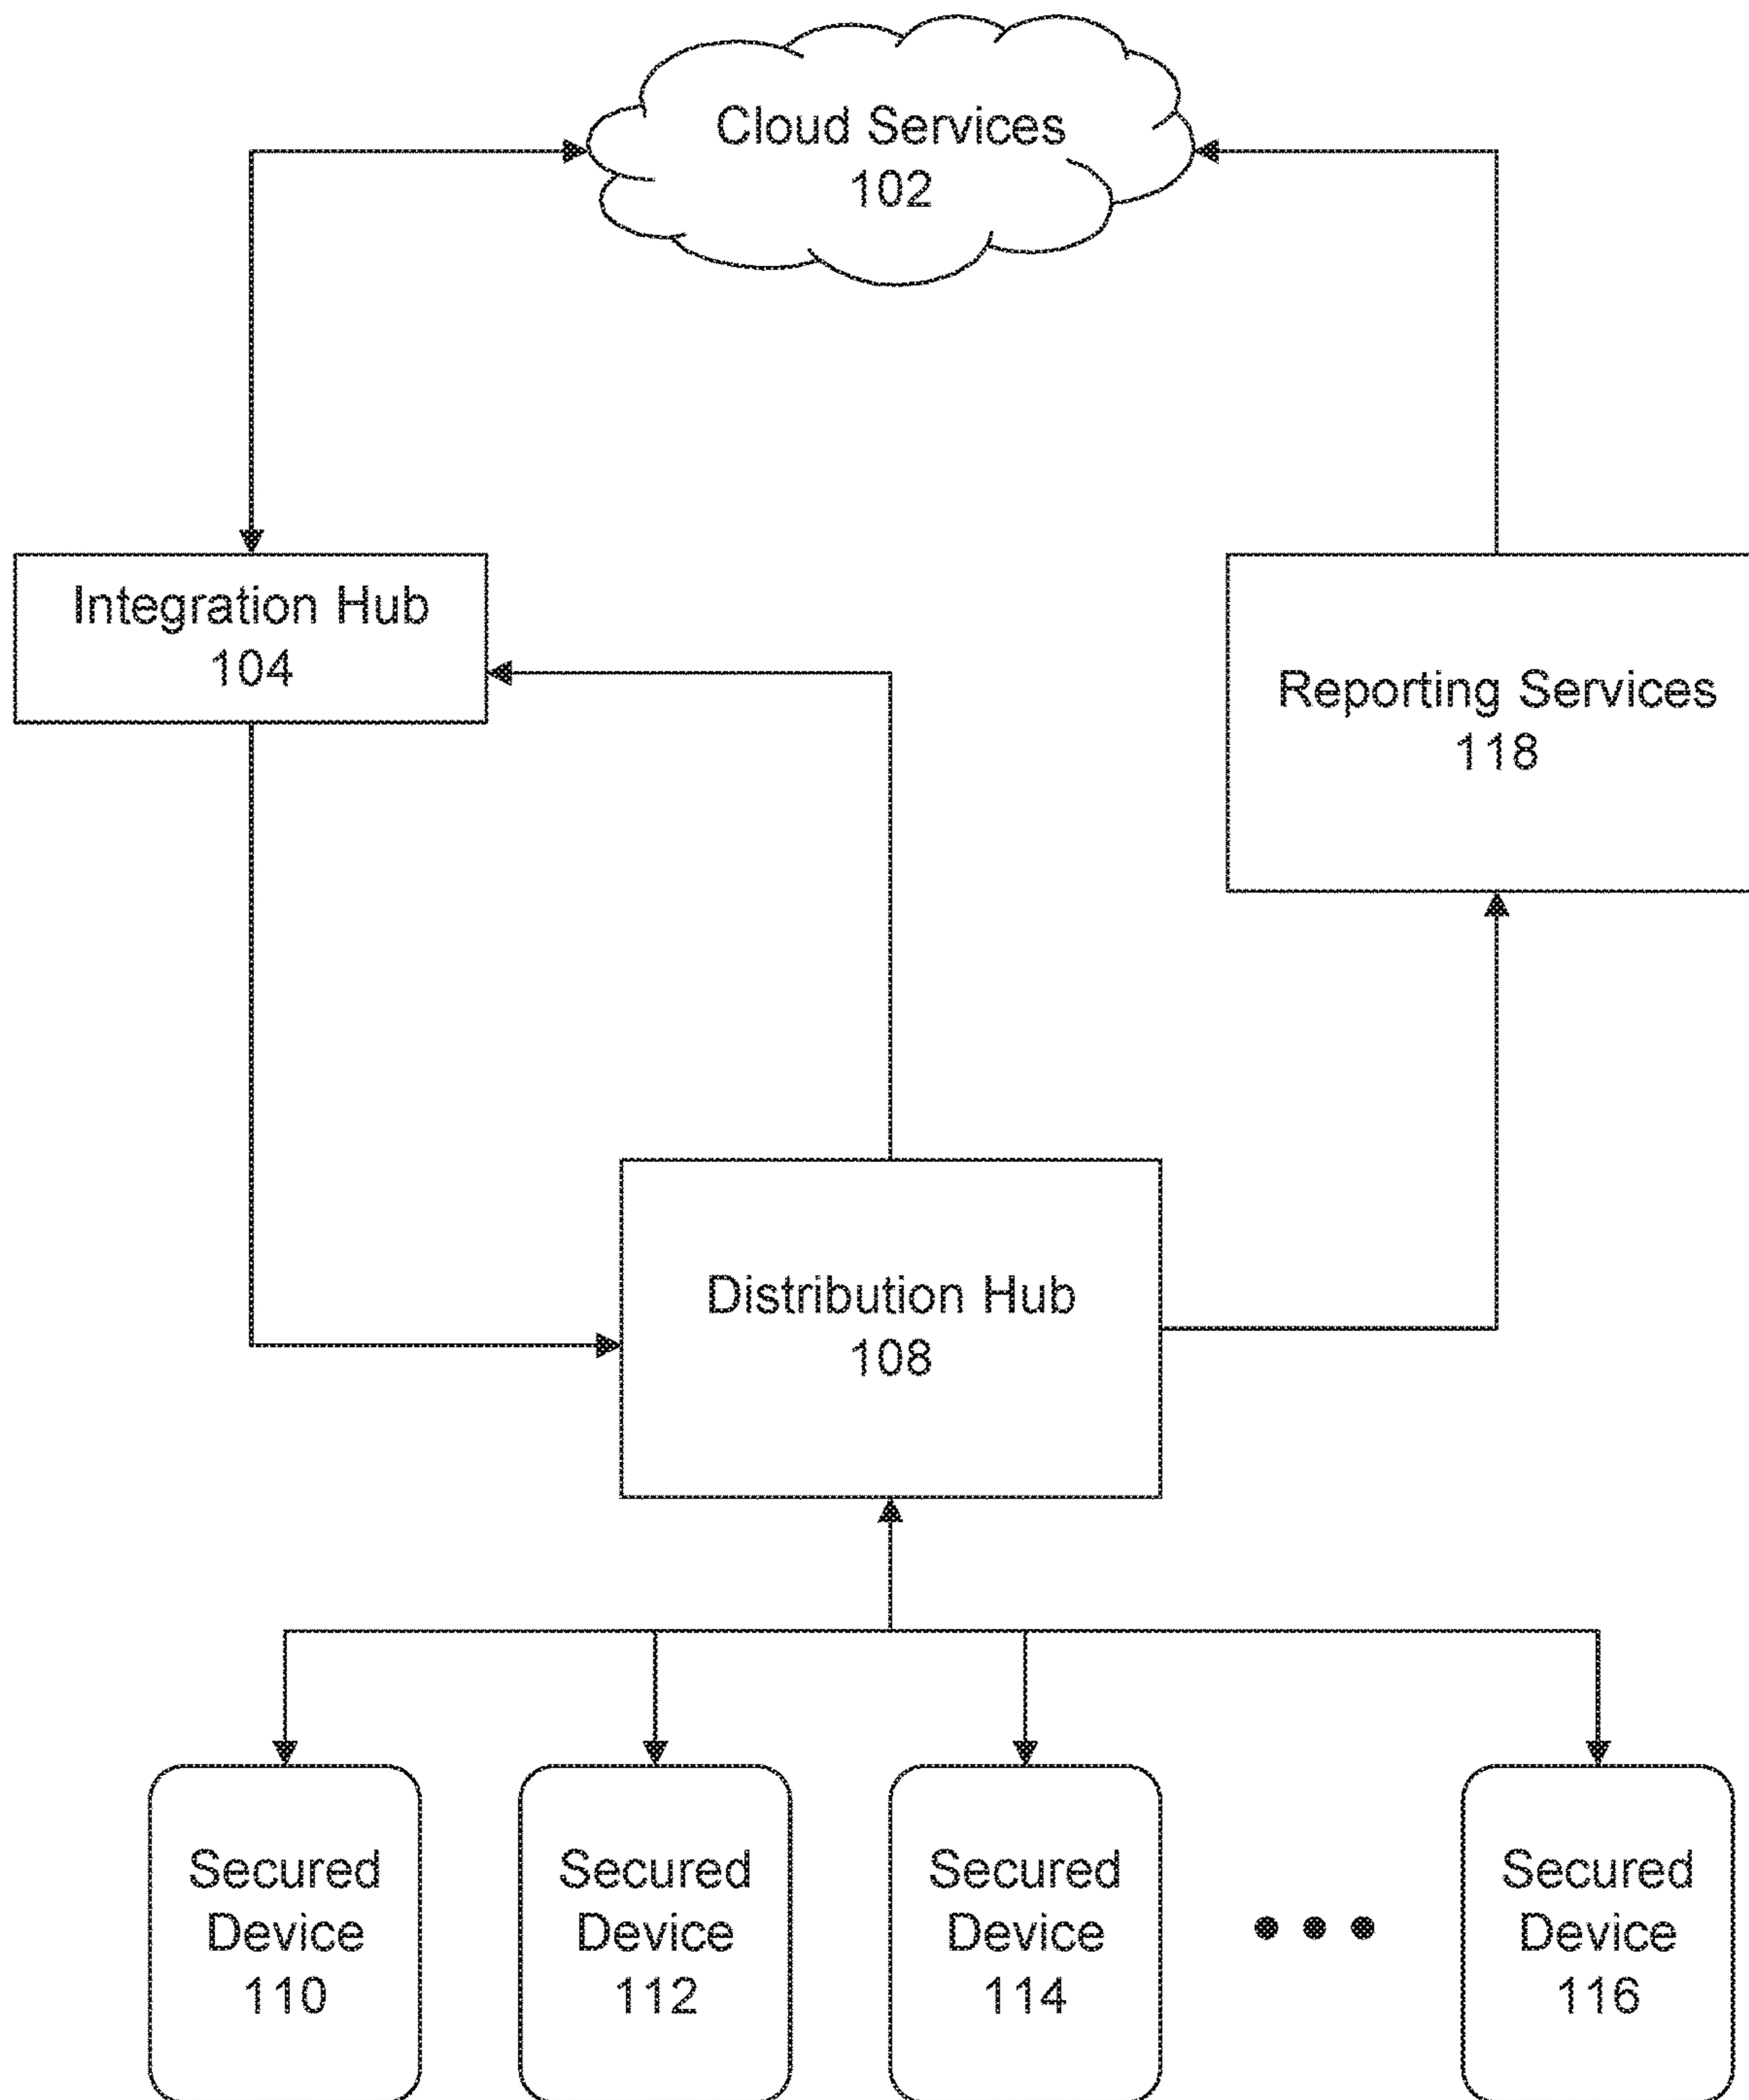 Cloud Services
102
Integration Hub
104
Reporting Services
118
Distribution Hub
108
Secured
Device
110
Secured
Device
112
Secured
Device
114
Secured
Device
116